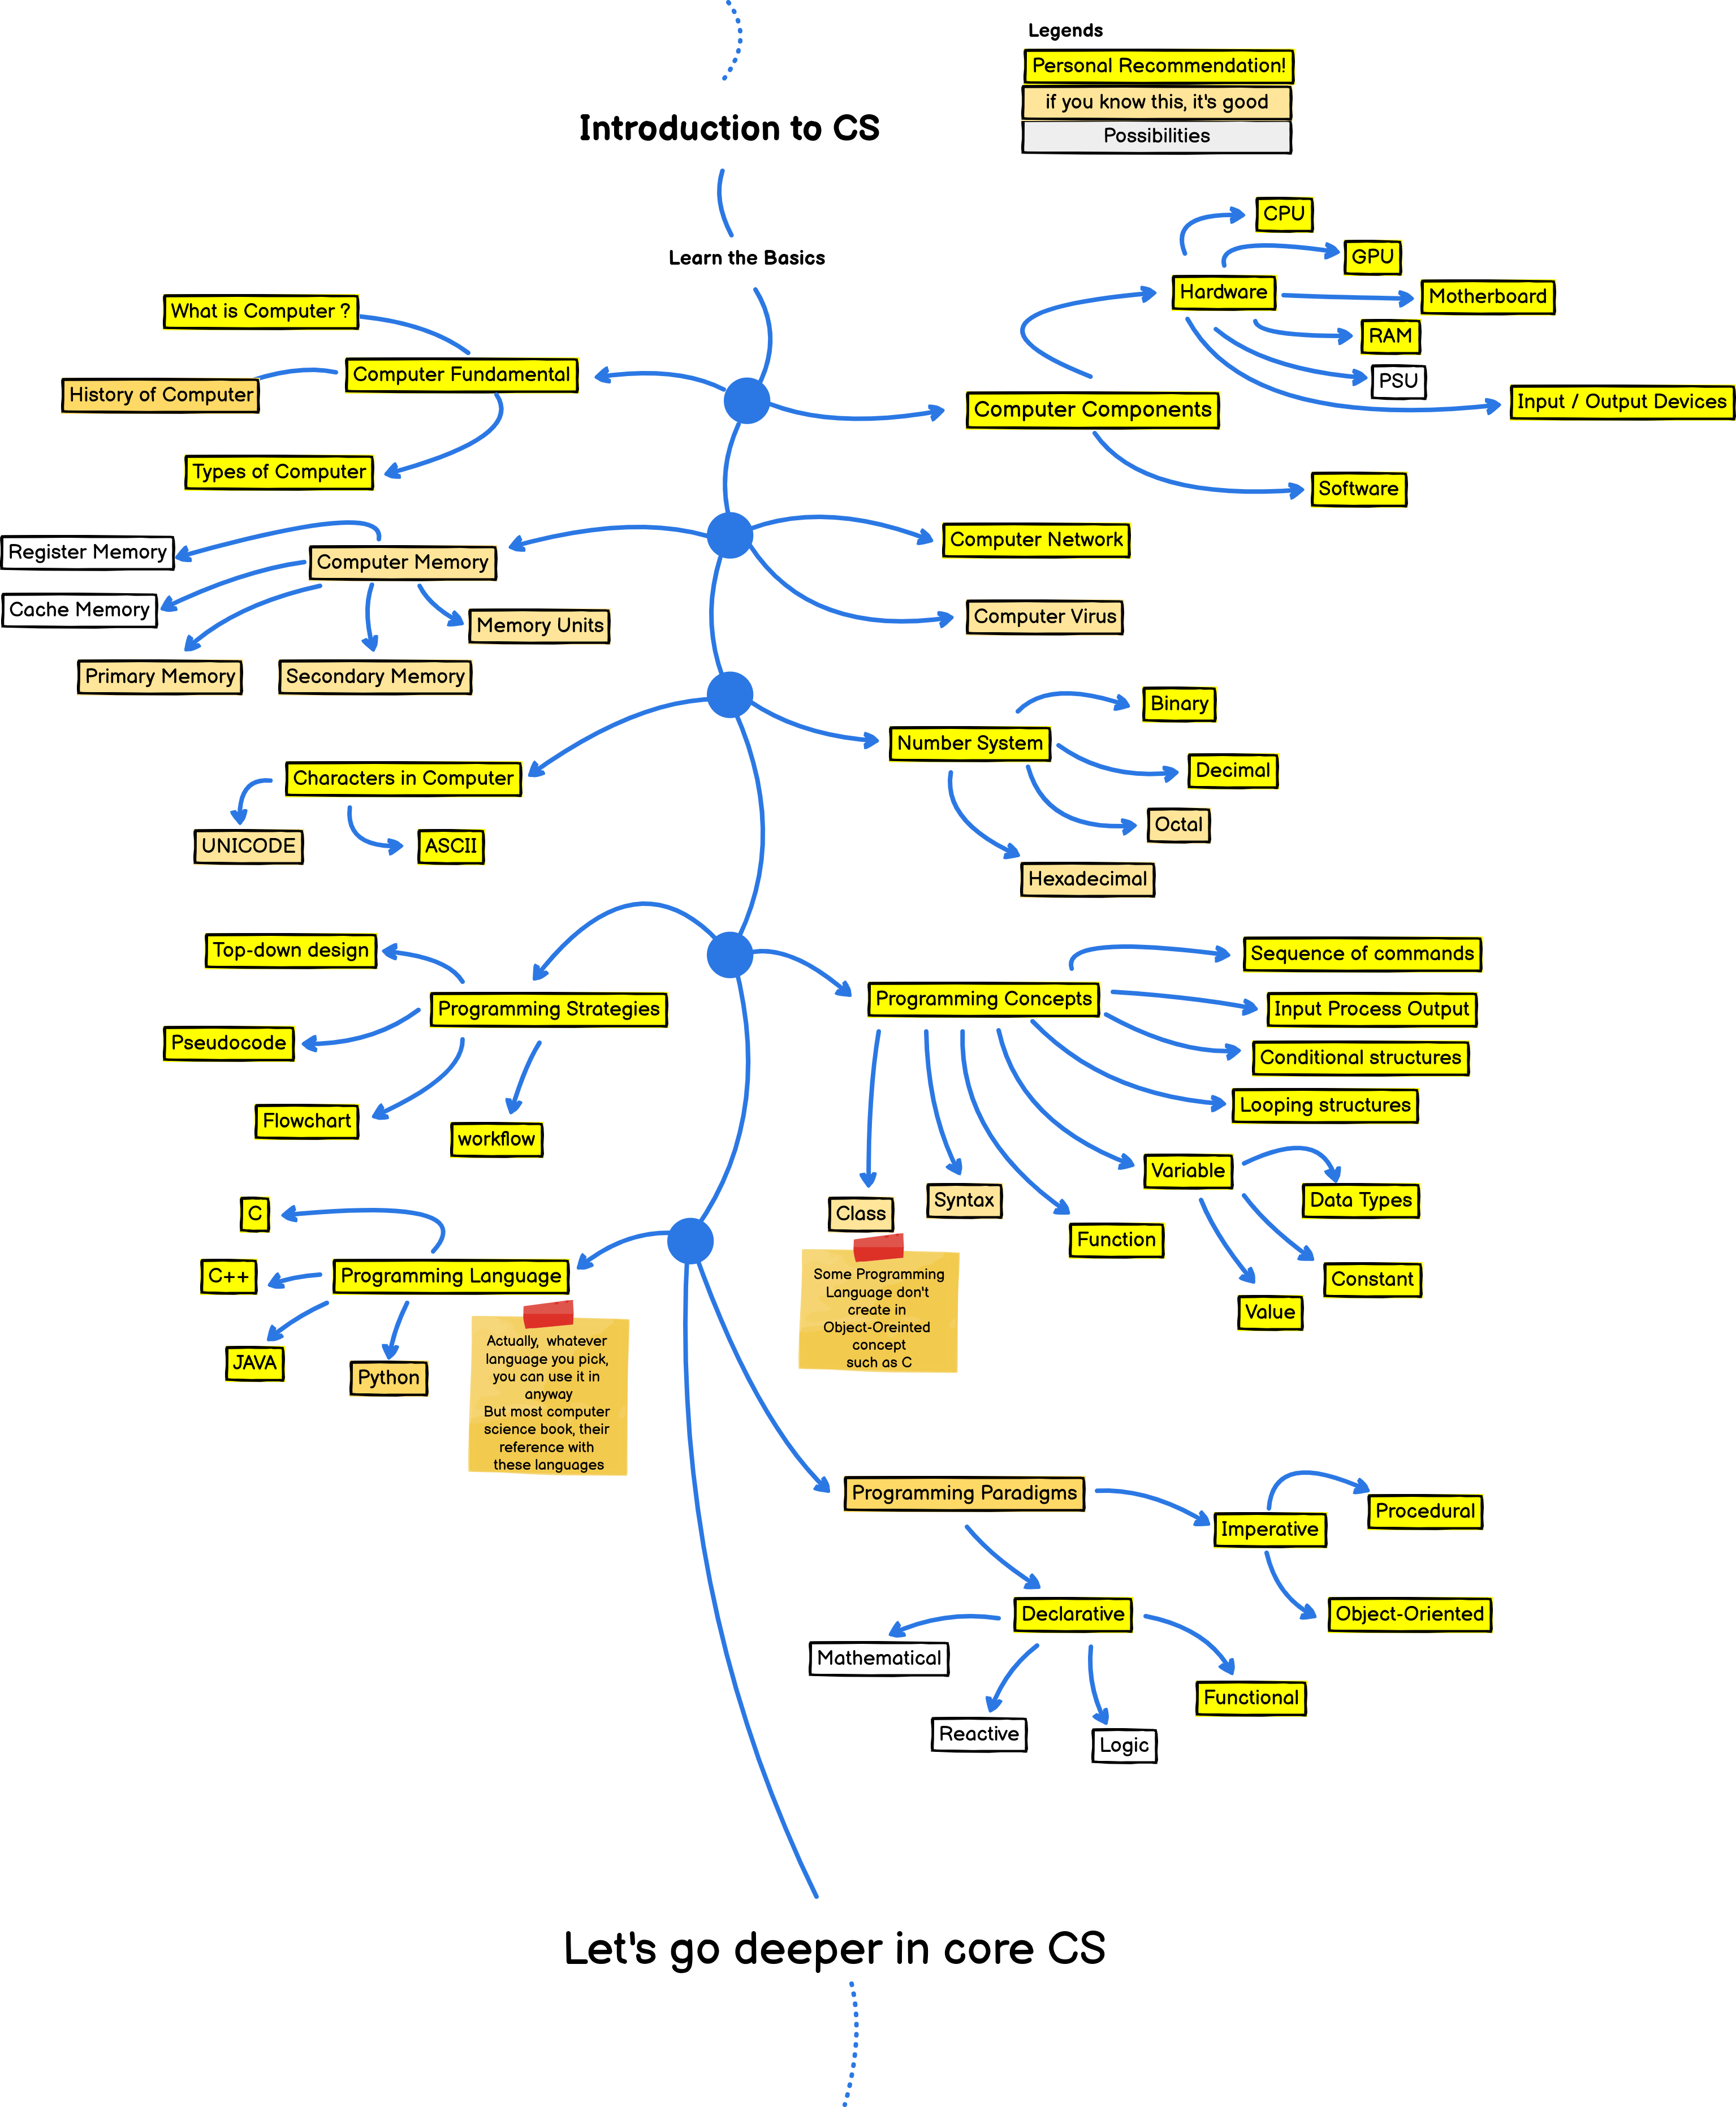 Legends
Personal Recommendation!
if you know this, it's good
Possibilities
Introduction to CS
Learn the Basics
What is Computer ?
Computer Fundamental
History of Computer
Types of Computer
CPU
GPU
Hardware
Motherboard
RAM
PSU
Input / Output Devices
Computer Components
Software
Register Memory
Computer Memory
Cache Memory
Memory Units
Primary Memory
Secondary Memory
Computer Network
Computer Virus
Binary
Number System
Decimal
Octal
Hexadecimal
Characters in Computer
UNICODE
ASCII
Top-down design
Programming Strategies
Pseudocode
Flowchart
workflow
Sequence of commands
Programming Concepts
Input Process Output
Conditional structures
Looping structures
Variable
Data Types
Class
Syntax
Function
Constant
Value
Some Programming
Language don't
create in
Object-Oreinted
concept
such as C
C
C++
Programming Language
JAVA
Python
Actually, whatever
language you pick,
you can use it in
anyway
But most computer
science book, their
reference with
these languages
Programming Paradigms
Procedural
Imperative
Object-Oriented
Declarative
Mathematical
Functional
Reactive
Logic
Let's go deeper in core CS